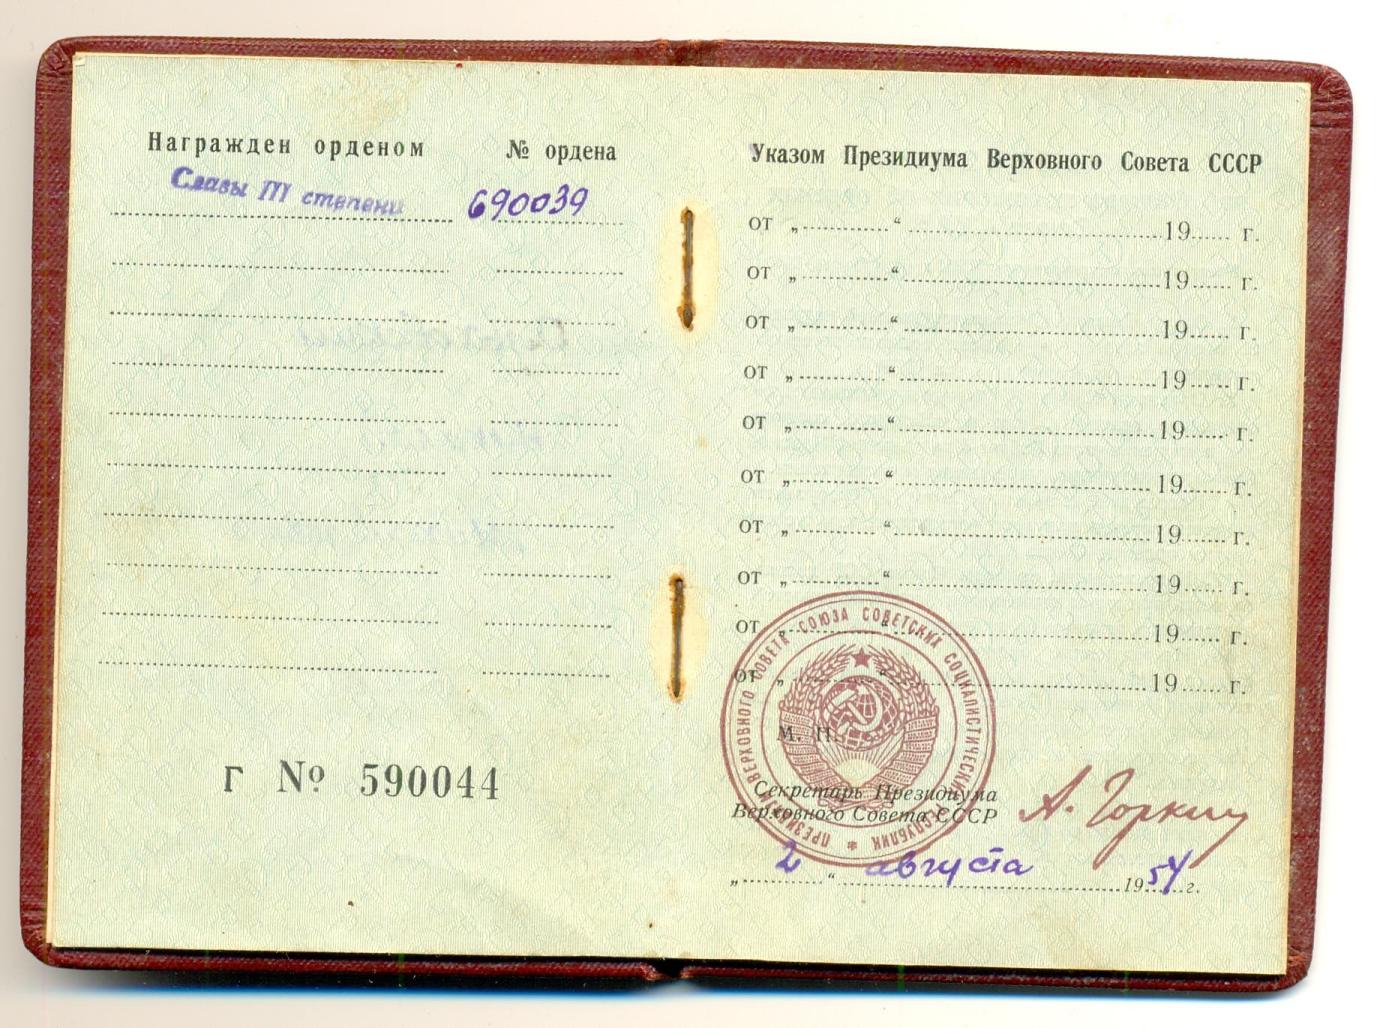 Награжден орденом № ордена
Славы III степени 690039
Г № 590044
Указом Президиума Верховного Совета СССР
от „ “ 19 г.
от „ “ 19 г.
от „ “ 19 г.
от „ “ 19 г.
от „ “ 19 г.
от „ “ 19 г.
от „ “ 19 г.
от „ “ 19 г.
от „ “ 19 г.
от „ “ 19 г.
ПРЕЗИДИУМ ВЕРХОВНОГО СОВЕТА СОЮЗА СОВЕТСКИХ СОЦИАЛИСТИЧЕСКИХ РЕСПУБЛИК *
М. П.
Секретарь Президиума
Верховного Совета СССР А. Горкин
„ 2 “ августа 1954 г.